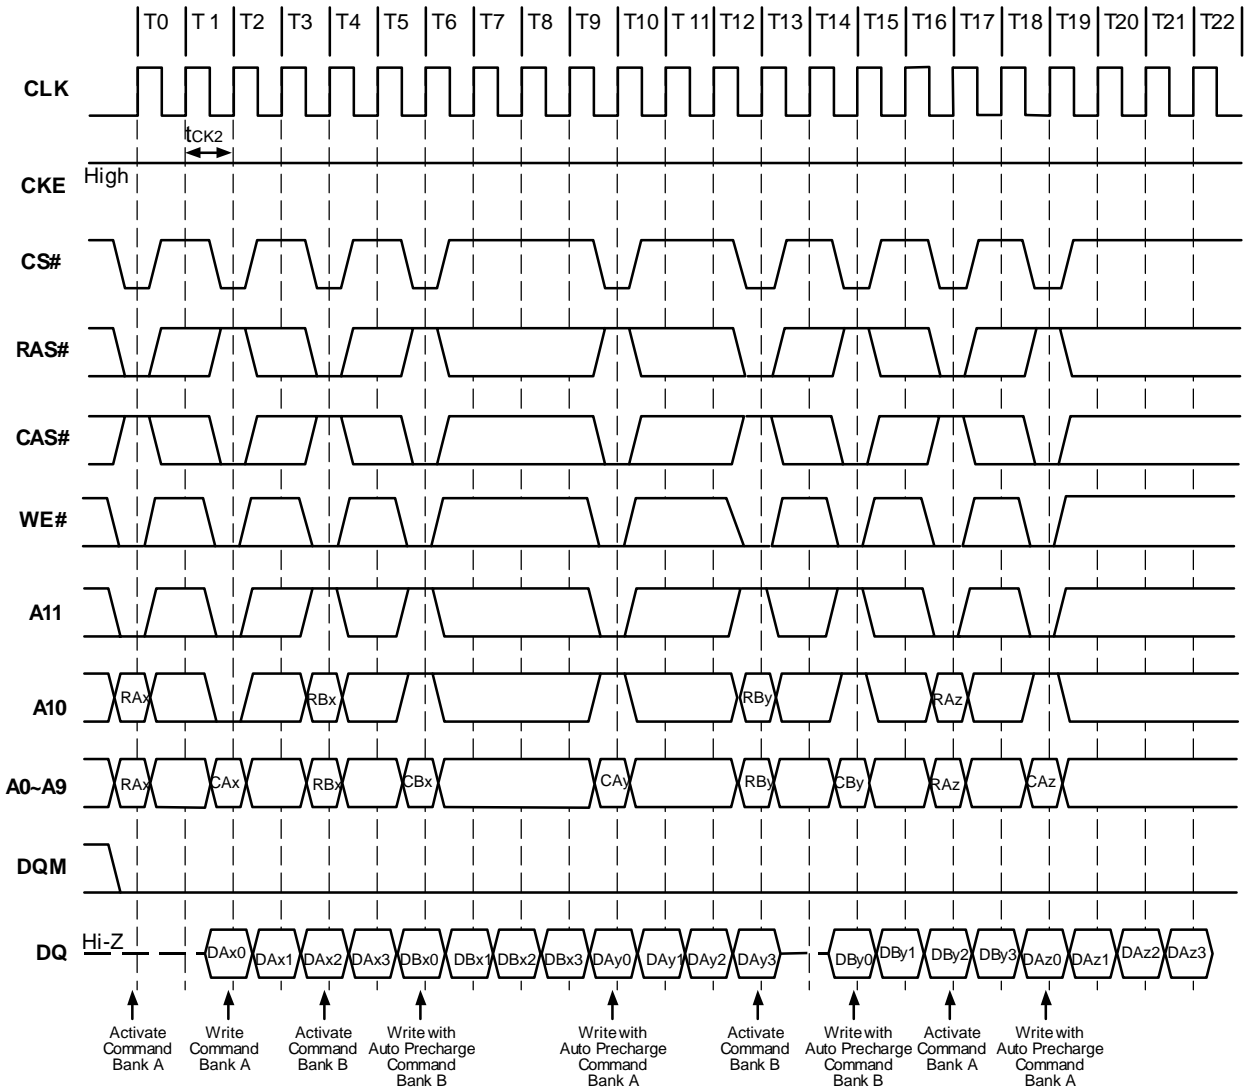 T0 T 1 T2 T3 T4 T5 T6 T7 T8 T9 T10 T 11 T12 T13 T14 T15 T16 T17 T18 T19 T20 T21 T22
CLK
tCK2
High
CKE
CS#
RAS#
CAS#
WE#
A11
A10 RAx RBx RBy RAz
A0~A9 RAx CAx RBx CBx CAy RBy CBy RAz CAz
DQM
DQ Hi-Z DAx0 DAx1 DAx2 DAx3 DBx0 DBx1 DBx2 DBx3 DAy0 DAy1 DAy2 DAy3 DBy0 DBy1 DBy2 DBy3 DAz0 DAz1 DAz2 DAz3
Activate
Command
Bank A
Write
Command
Bank A
Activate
Command
Bank B
Write with
Auto Precharge
Command
Bank B
Write with
Auto Precharge
Command
Bank A
Activate
Command
Bank B
Write with
Auto Precharge
Command
Bank B
Activate
Command
Bank A
Write with
Auto Precharge
Command
Bank A